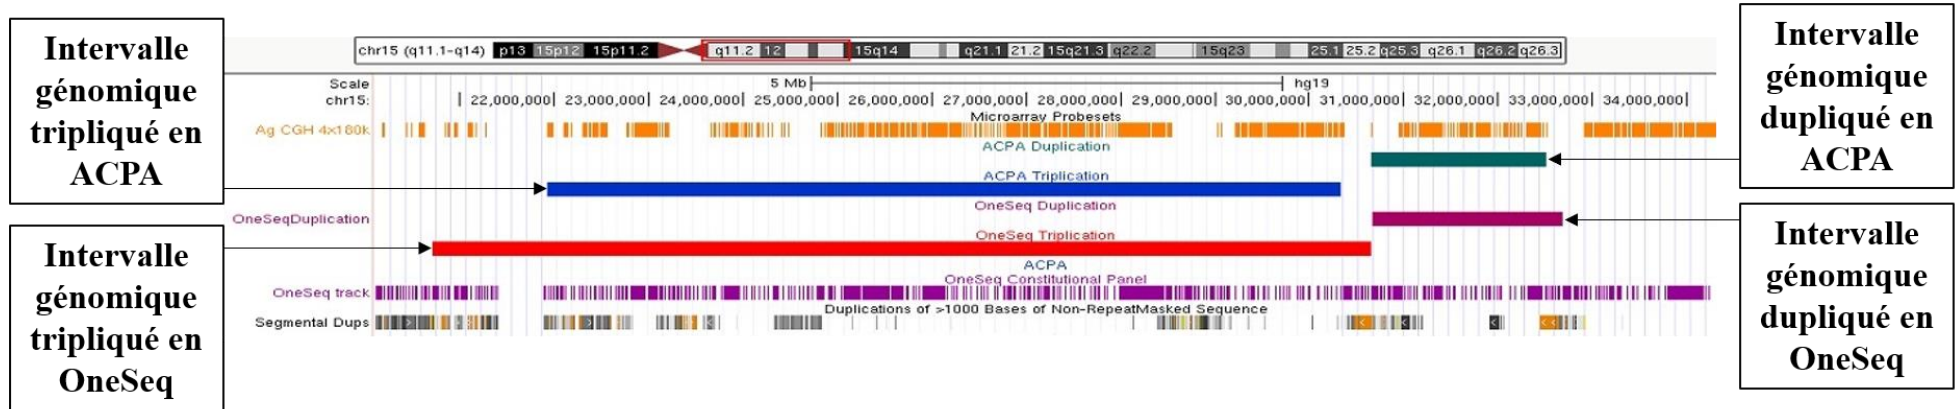 Intervalle
génomique
tripliqué en
ACPA
Intervalle
génomique
tripliqué en
OneSeq
chr15 (q11.1-q14) p13 15p12 15p11.2 q11.2 12 15q14 q21.1 21.2 15q21.3 q22.2 15q23 25.1 25.2 q25.3 q26.1 q26.2 q26.3
Scale 5 Mb hg19
chr15: 22,000,000 23,000,000 24,000,000 25,000,000 26,000,000 27,000,000 28,000,000 29,000,000 30,000,000 31,000,000 32,000,000 33,000,000 34,000,000
Microarray Probesets
Ag CGH 4x180k
ACPA Duplication
ACPA Triplication
OneSeq Duplication
OneSeqDuplication
OneSeq Triplication
ACPA
OneSeq Constitutional Panel
OneSeq track
Duplications of >1000 Bases of Non-RepeatMasked Sequence
Segmental Dups
Intervalle
génomique
dupliqué en
ACPA
Intervalle
génomique
dupliqué en
OneSeq